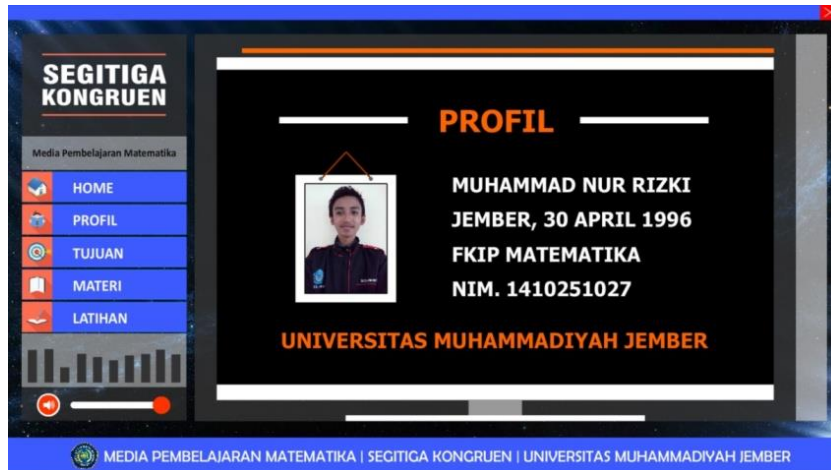 SEGITIGA
KONGRUEN
Media Pembelajaran Matematika
HOME
PROFIL
TUJUAN
MATERI
LATIHAN
PROFIL
MUHAMMAD NUR RIZKI
JEMBER, 30 APRIL 1996
FKIP MATEMATIKA
NIM. 1410251027
UNIVERSITAS MUHAMMADIYAH JEMBER
MEDIA PEMBELAJARAN MATEMATIKA | SEGITIGA KONGRUEN | UNIVERSITAS MUHAMMADIYAH JEMBER